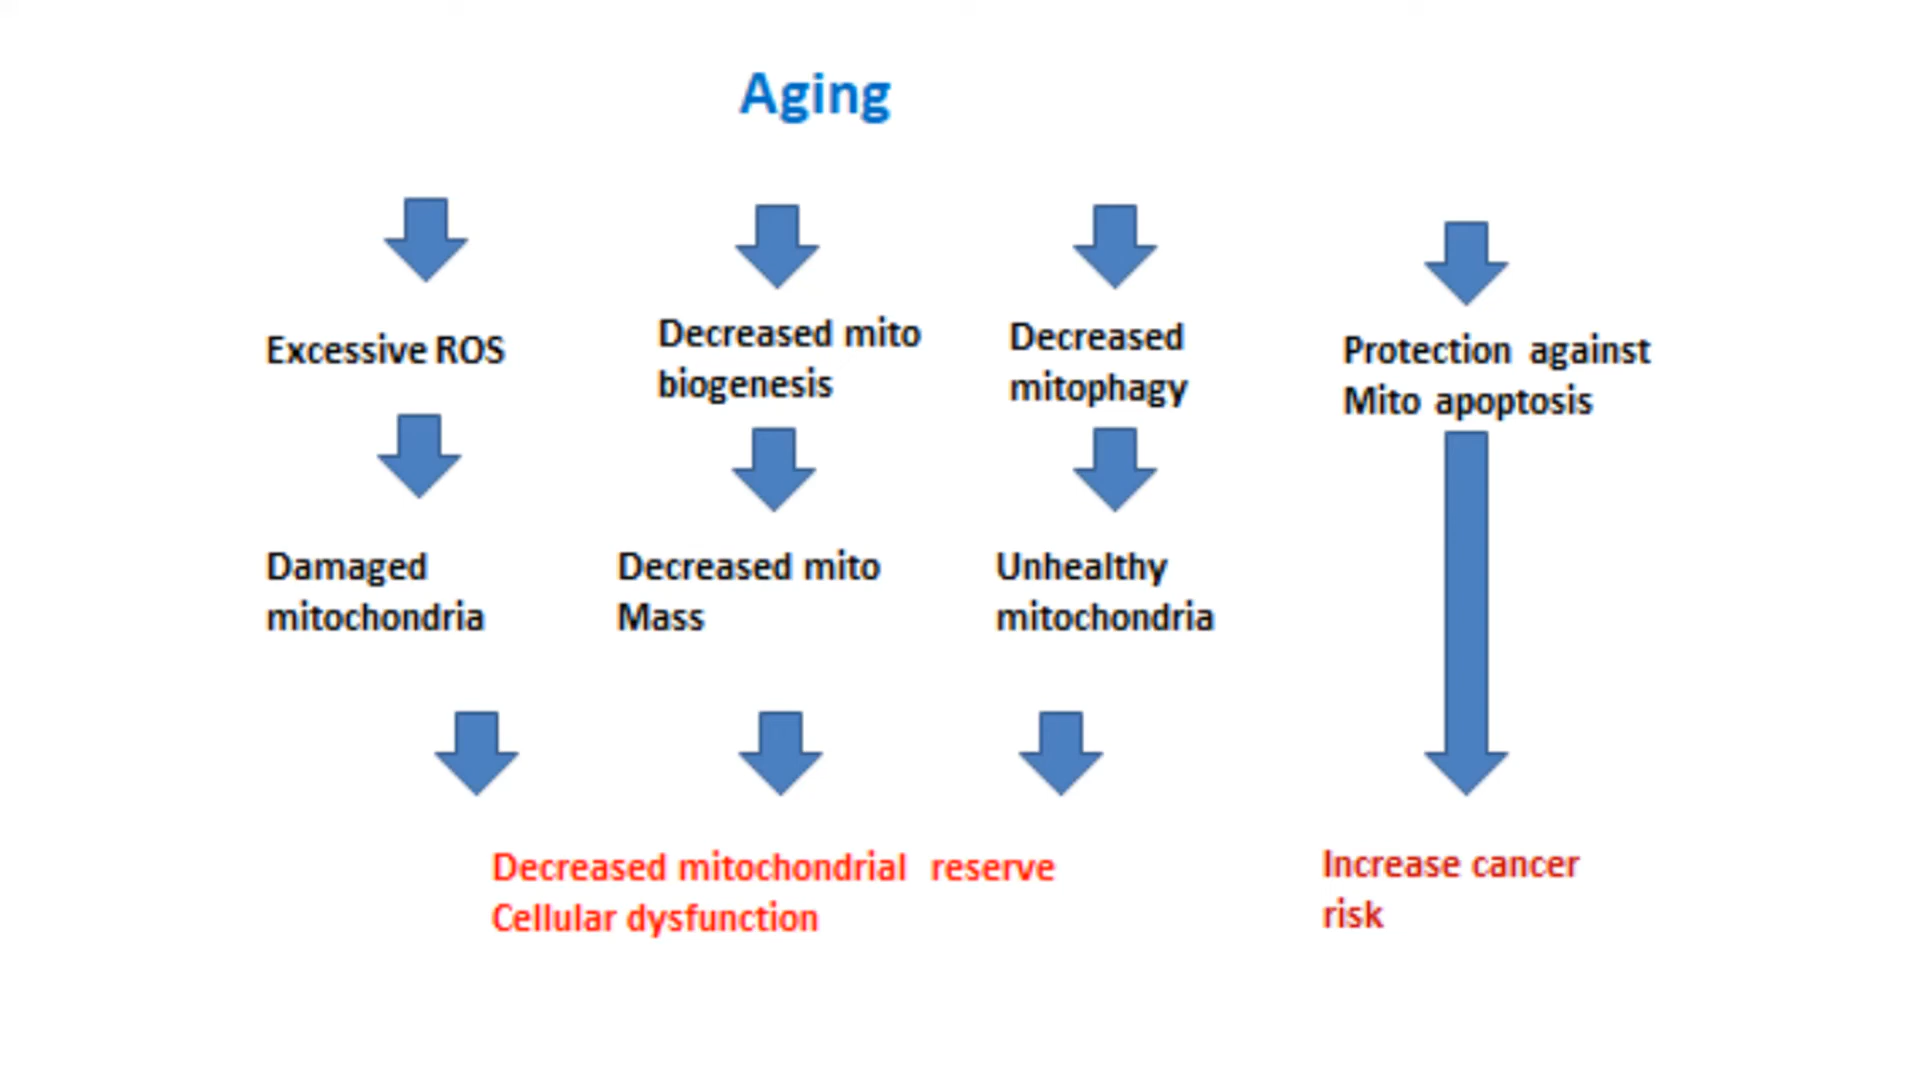 Aging
Excessive ROS
Decreased mito
biogenesis
Decreased
mitophagy
Protection against
Mito apoptosis
Damaged
mitochondria
Decreased mito
Mass
Unhealthy
mitochondria
Decreased mitochondrial reserve
Cellular dysfunction
Increase cancer
risk